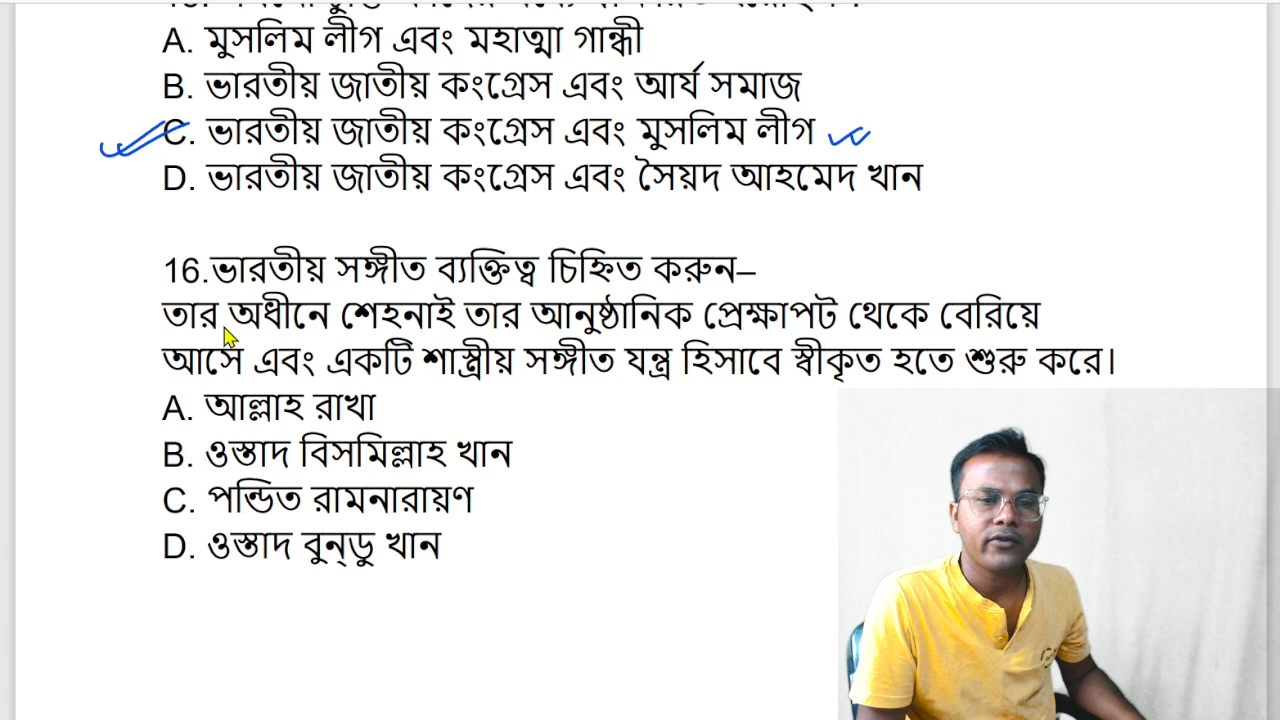 A. মুসলিম লীগ এবং মহাত্মা গান্ধী
B. ভারতীয় জাতীয় কংগ্রেস এবং আর্য সমাজ
C. ভারতীয় জাতীয় কংগ্রেস এবং মুসলিম লীগ
D. ভারতীয় জাতীয় কংগ্রেস এবং সৈয়দ আহমেদ খান
16.ভারতীয় সঙ্গীত ব্যক্তিত্ব চিহ্নিত করুন–
তার অধীনে শেহনাই তার আনুষ্ঠানিক প্রেক্ষাপট থেকে বেরিয়ে
আসে এবং একটি শাস্ত্রীয় সঙ্গীত যন্ত্র হিসাবে স্বীকৃত হতে শুরু করে।
A. আল্লাহ রাখা
B. ওস্তাদ বিসমিল্লাহ খান
C. পন্ডিত রামনারায়ণ
D. ওস্তাদ বুন্ডু খান